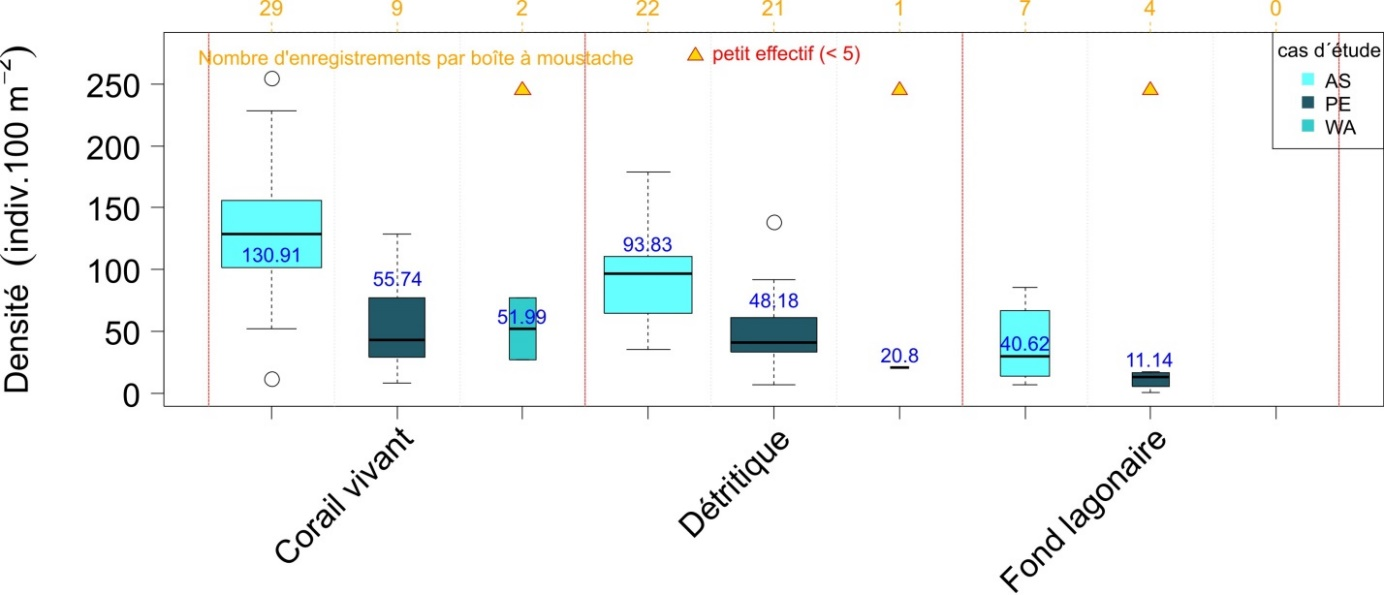 29 9 2 22 21 1 7 4 0
Nombre d'enregistrements par boîte à moustache
petit effectif (< 5)
cas d´étude
AS
PE
WA
Densité (indiv.100 m⁻²)
250
200
150
100
50
0
130.91
55.74
51.99
93.83
48.18
20.8
40.62
11.14
Corail vivant
Détritique
Fond lagonaire